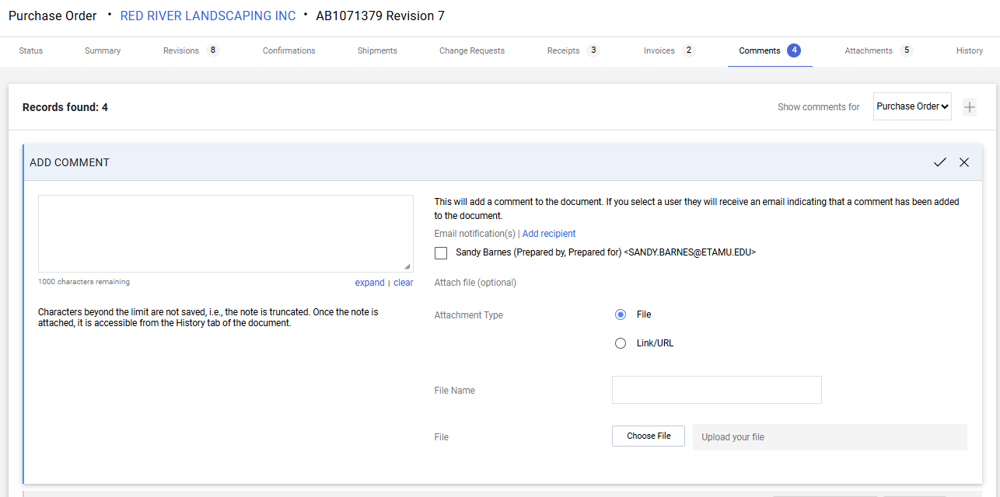 Purchase Order • RED RIVER LANDSCAPING INC • AB1071379 Revision 7
Status Summary Revisions 8 Confirmations Shipments Change Requests Receipts 3 Invoices 2 Comments 4 Attachments 5 History
Records found: 4 Show comments for Purchase Order
ADD COMMENT
This will add a comment to the document. If you select a user they will receive an email indicating that a comment has been added
to the document.
Email notification(s) | Add recipient
Sandy Barnes (Prepared by, Prepared for) <SANDY.BARNES@ETAMU.EDU>
1000 characters remaining expand | clear
Attach file (optional)
Characters beyond the limit are not saved, i.e., the note is truncated. Once the note is
attached, it is accessible from the History tab of the document.
Attachment Type File
Link/URL
File Name
File Choose File Upload your file